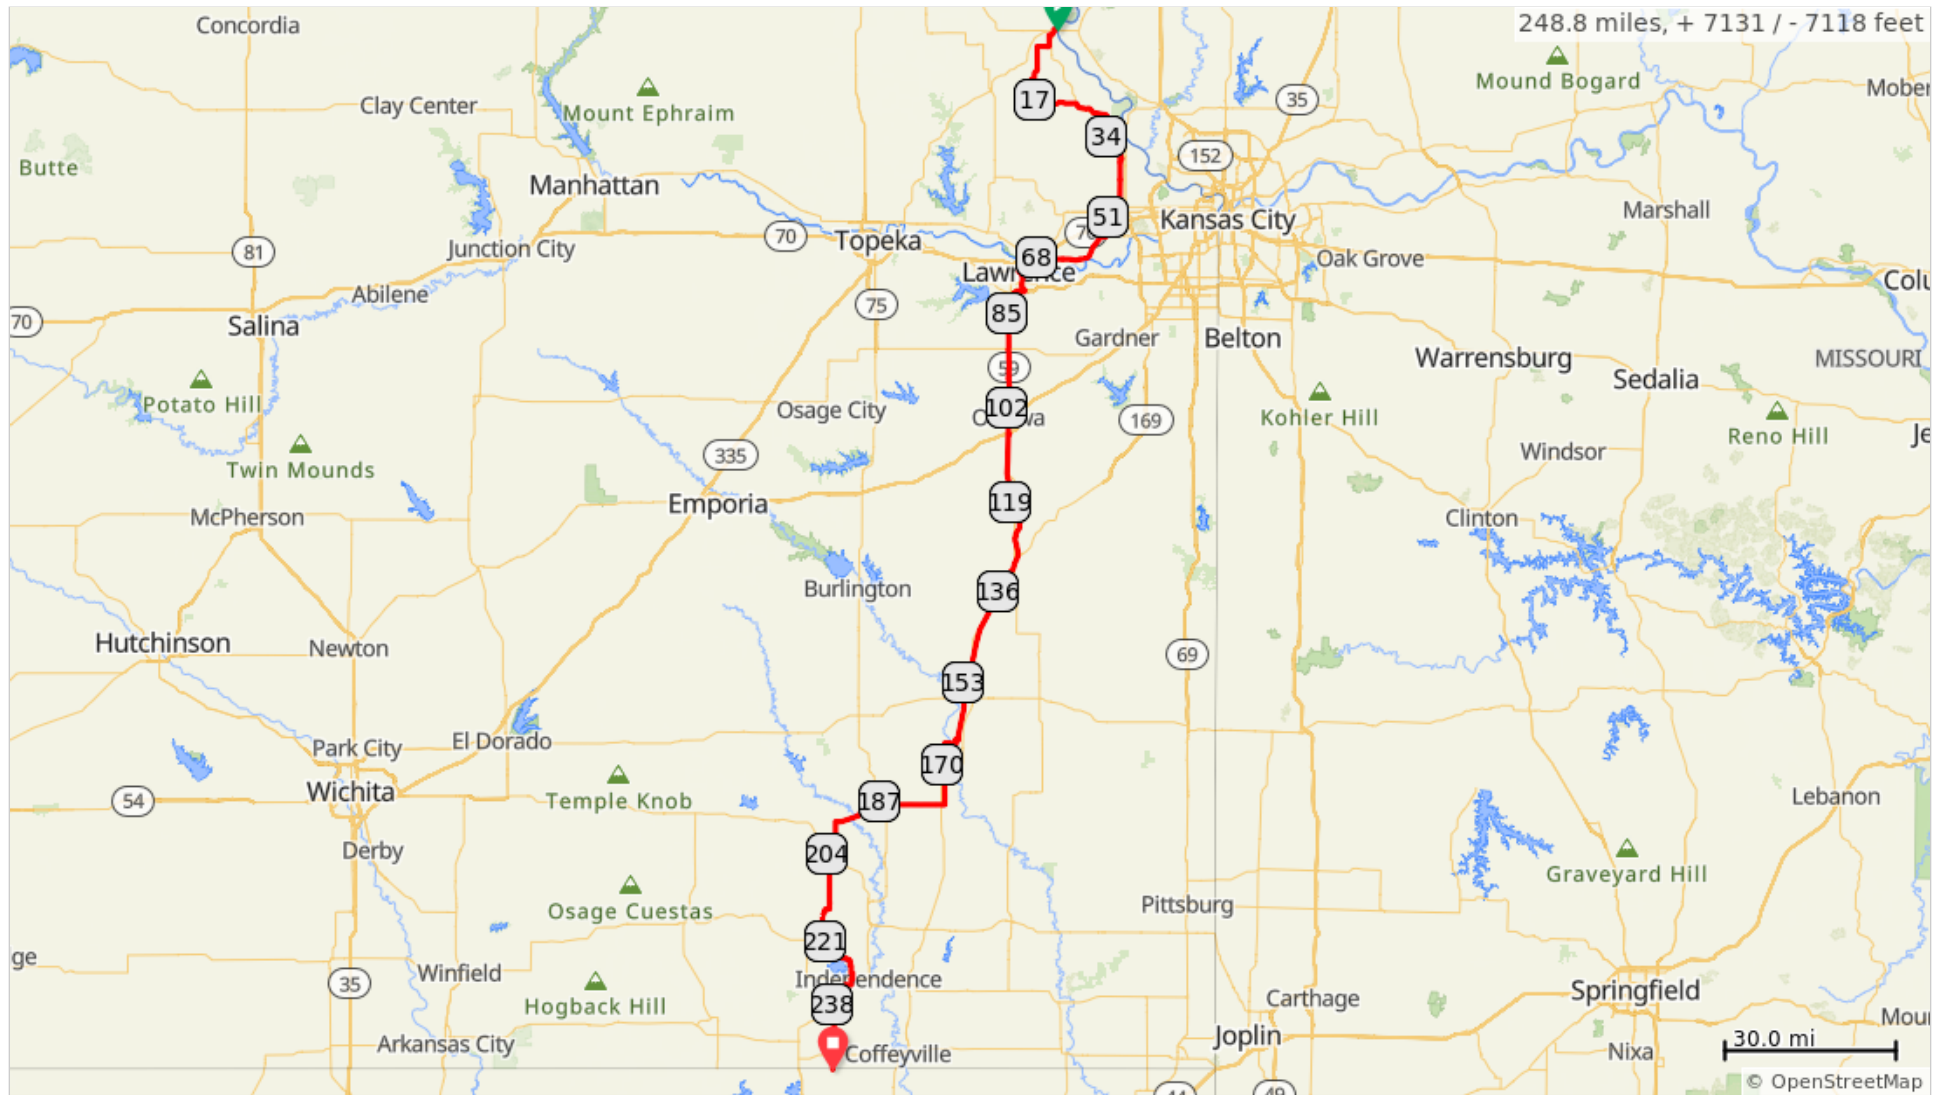 Concordia
248.8 miles, + 7131 / - 7118 feet
Mound Bogard
Clay Center
Mount Ephraim
17
35
34
152
Butte
Manhattan
51
Kansas City
Marshall
81
Junction City
70
Topeka
68
Oak Grove
Lawrence
Abilene
75
85
70
Salina
Gardner
Belton
Warrensburg
MISSOURI
59
Sedalia
Potato Hill
Osage City
102
169
Kohler Hill
Reno Hill
335
Twin Mounds
Windsor
Emporia
119
McPherson
Clinton
Burlington
136
Hutchinson
Newton
69
153
Park City
El Dorado
170
54
Wichita
Temple Knob
187
Lebanon
Derby
204
Graveyard Hill
Osage Cuestas
Pittsburg
221
ge
Winfield
35
Independence
Hogback Hill
238
Carthage
Springfield
Arkansas City
Joplin
Coffeyville
Nixa
30.0 mi
© OpenStreetMap